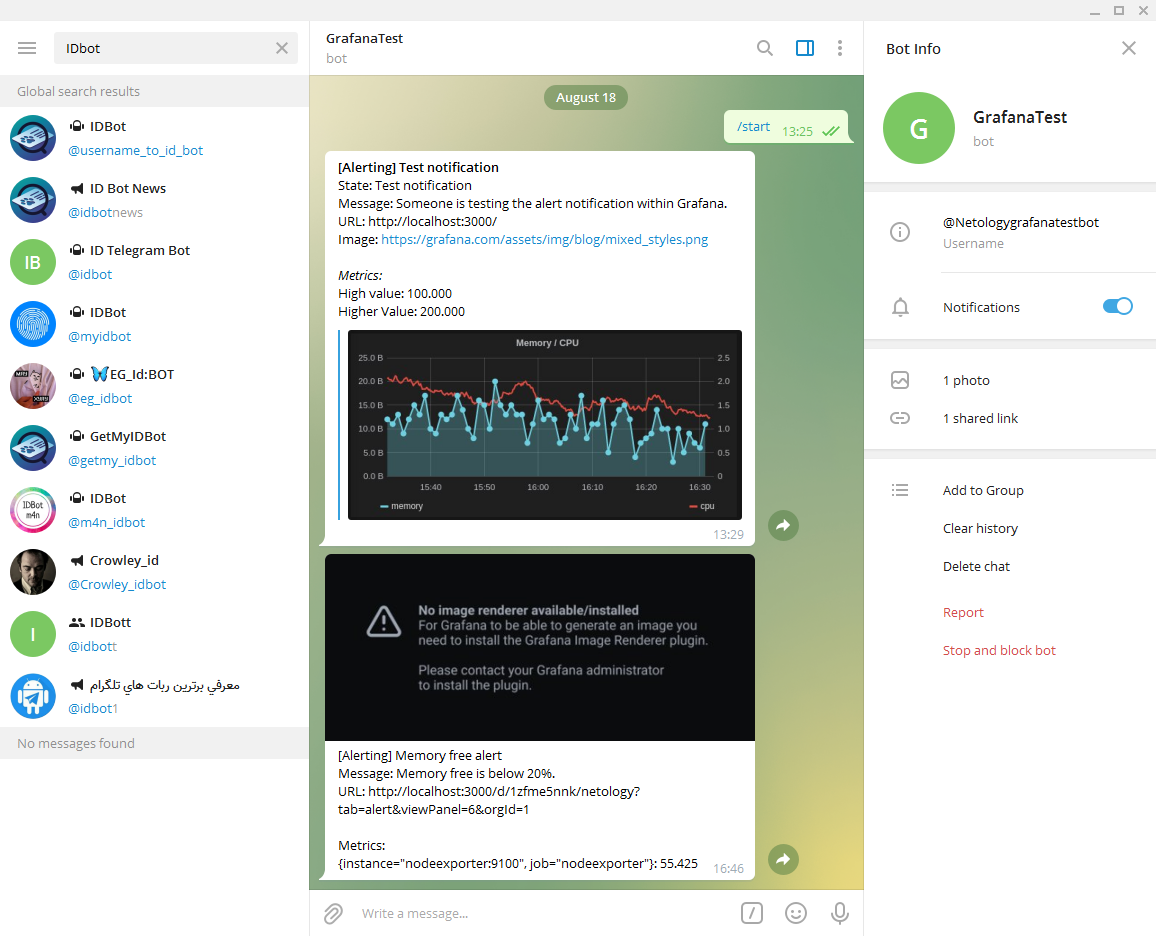 IDbot
Global search results
IDBot
@username_to_id_bot
ID Bot News
@idbotnews
IB
ID Telegram Bot
@idbot
IDBot
@myidbot
EG_Id:BOT
@eg_idbot
GetMyIDBot
@getmy_idbot
IDBot
m4n
IDBot
@m4n_idbot
Crowley_id
@Crowley_idbot
I
IDBott
@idbott
معرفي برترين ربات هاي تلگرام
@idbot1
No messages found
GrafanaTest
bot
August 18
/start 13:25
[Alerting] Test notification
State: Test notification
Message: Someone is testing the alert notification within Grafana.
URL: http://localhost:3000/
Image: https://grafana.com/assets/img/blog/mixed_styles.png
Metrics:
High value: 100.000
Higher Value: 200.000
Memory / CPU
25.0 B 2.5
20.0 B 2.0
15.0 B 1.5
10.0 B 1.0
5.0 B 0.5
0.0 B 0
15:40 15:50 16:00 16:10 16:20 16:30
memory cpu
13:29
No image renderer available/installed
For Grafana to be able to generate an image you
need to install the Grafana Image Renderer plugin.
Please contact your Grafana administrator
to install the plugin.
[Alerting] Memory free alert
Message: Memory free is below 20%.
URL: http://localhost:3000/d/1zfme5nnk/netology?
tab=alert&viewPanel=6&orgId=1
Metrics:
{instance="nodeexporter:9100", job="nodeexporter"}: 55.425 16:46
Write a message...
Bot Info
G
GrafanaTest
bot
@Netologygrafanatestbot
Username
Notifications
1 photo
1 shared link
Add to Group
Clear history
Delete chat
Report
Stop and block bot